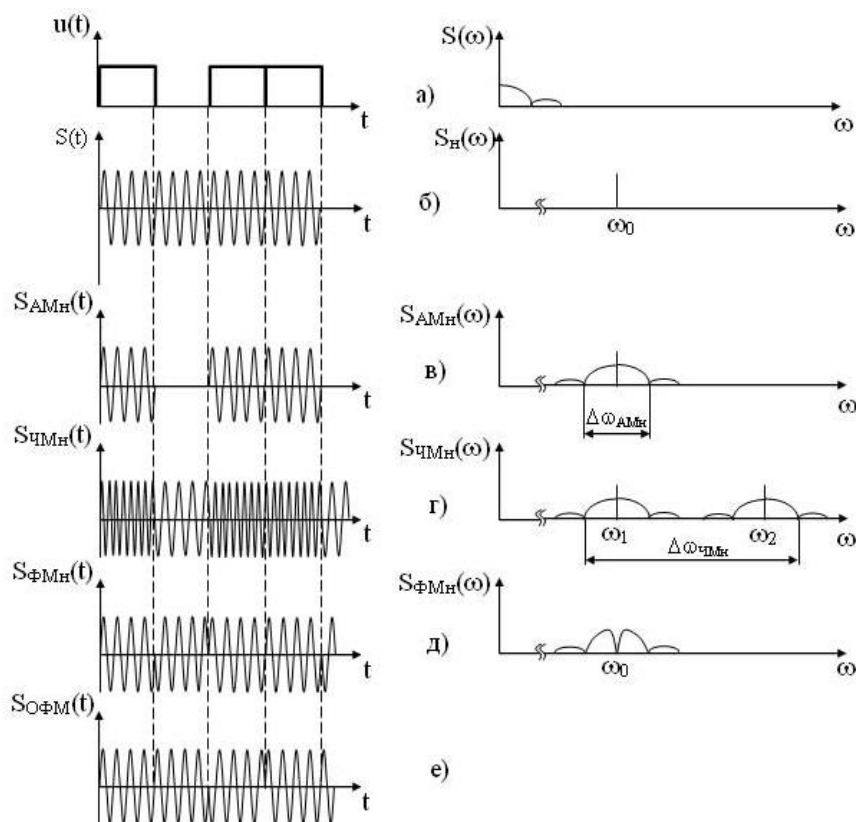 u(t)
t
а)
S(ω)
ω
S(t)
t
б)
Sн(ω)
ω0
ω
SАМн(t)
t
в)
SАМн(ω)
ΔωАМн
ω
SЧМн(t)
t
г)
SЧМн(ω)
ω1
ω2
ΔωЧМн
ω
SФМн(t)
t
д)
SФМн(ω)
ω0
ω
SОФМ(t)
t
е)